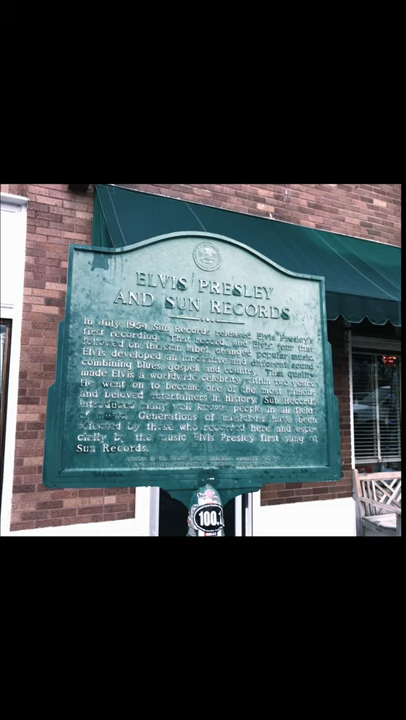 ELVIS PRESLEY
AND SUN RECORDS
In July 1954 Sun Records released Elvis Presley's
first recording. That record, and Elvis' four that
followed on the Sun label, changed popular music.
Elvis developed an innovative and different sound
combining blues, gospel, and country. That quality
made Elvis a worldwide celebrity within two years.
He went on to become one of the most famous
and beloved entertainers in history. Sun Records
introduced many well known people in all fields
of music. Generations of musicians have been
affected by those who recorded here and espe-
cially by the music Elvis Presley first sang at
Sun Records.
100.1